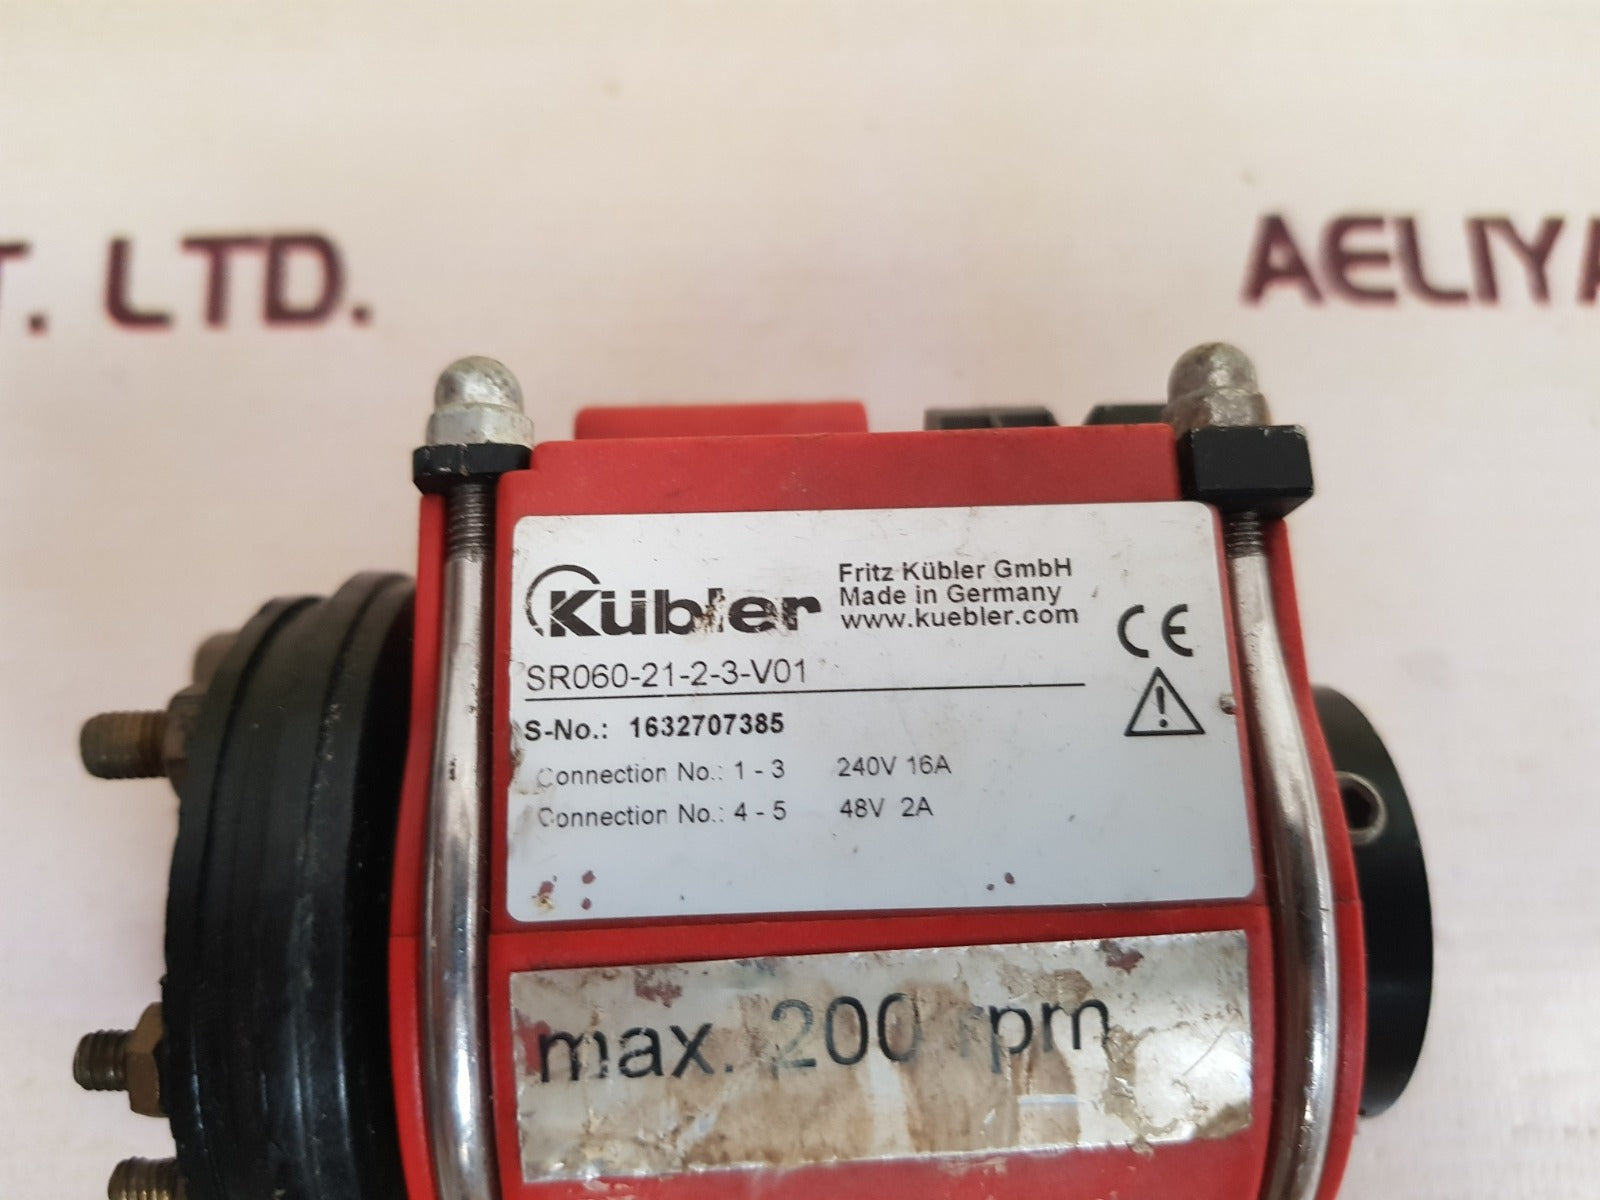 T. LTD.
AELIYA
Kübler
Fritz Kübler GmbH
Made in Germany
www.kuebler.com
CE
SR060-21-2-3-V01
S-No.: 1632707385
Connection No.: 1 - 3 240V 16A
Connection No.: 4 - 5 48V 2A
max. 200 rpm